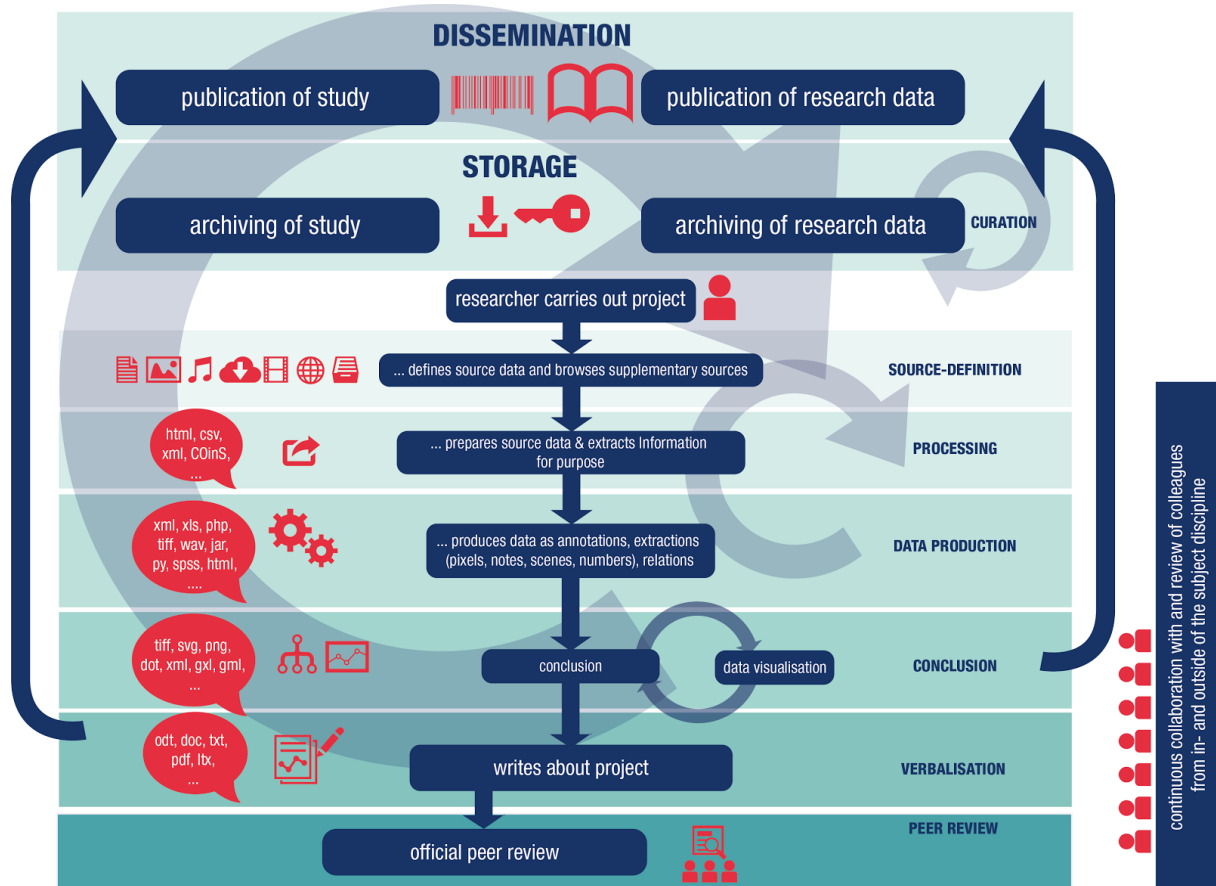 DISSEMINATION
publication of study
publication of research data
STORAGE
archiving of study
archiving of research data
CURATION
researcher carries out project
... defines source data and browses supplementary sources
SOURCE-DEFINITION
html, csv,
xml, COinS,
...
... prepares source data & extracts Information
for purpose
PROCESSING
xml, xls, php,
tiff, wav, jar,
py, spss, html,
....
... produces data as annotations, extractions
(pixels, notes, scenes, numbers), relations
DATA PRODUCTION
tiff, svg, png,
dot, xml, gxl, gml,
...
conclusion
data visualisation
CONCLUSION
odt, doc, txt,
pdf, ltx,
...
writes about project
VERBALISATION
PEER REVIEW
official peer review
continuous collaboration with and review of colleagues
from in- and outside of the subject discipline